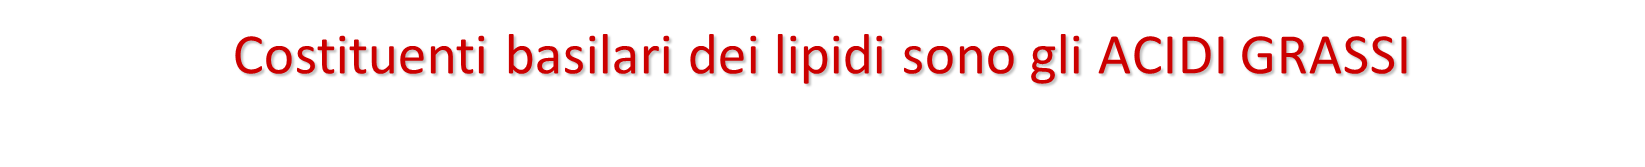 Costituenti basilari dei lipidi sono gli ACIDI GRASSI